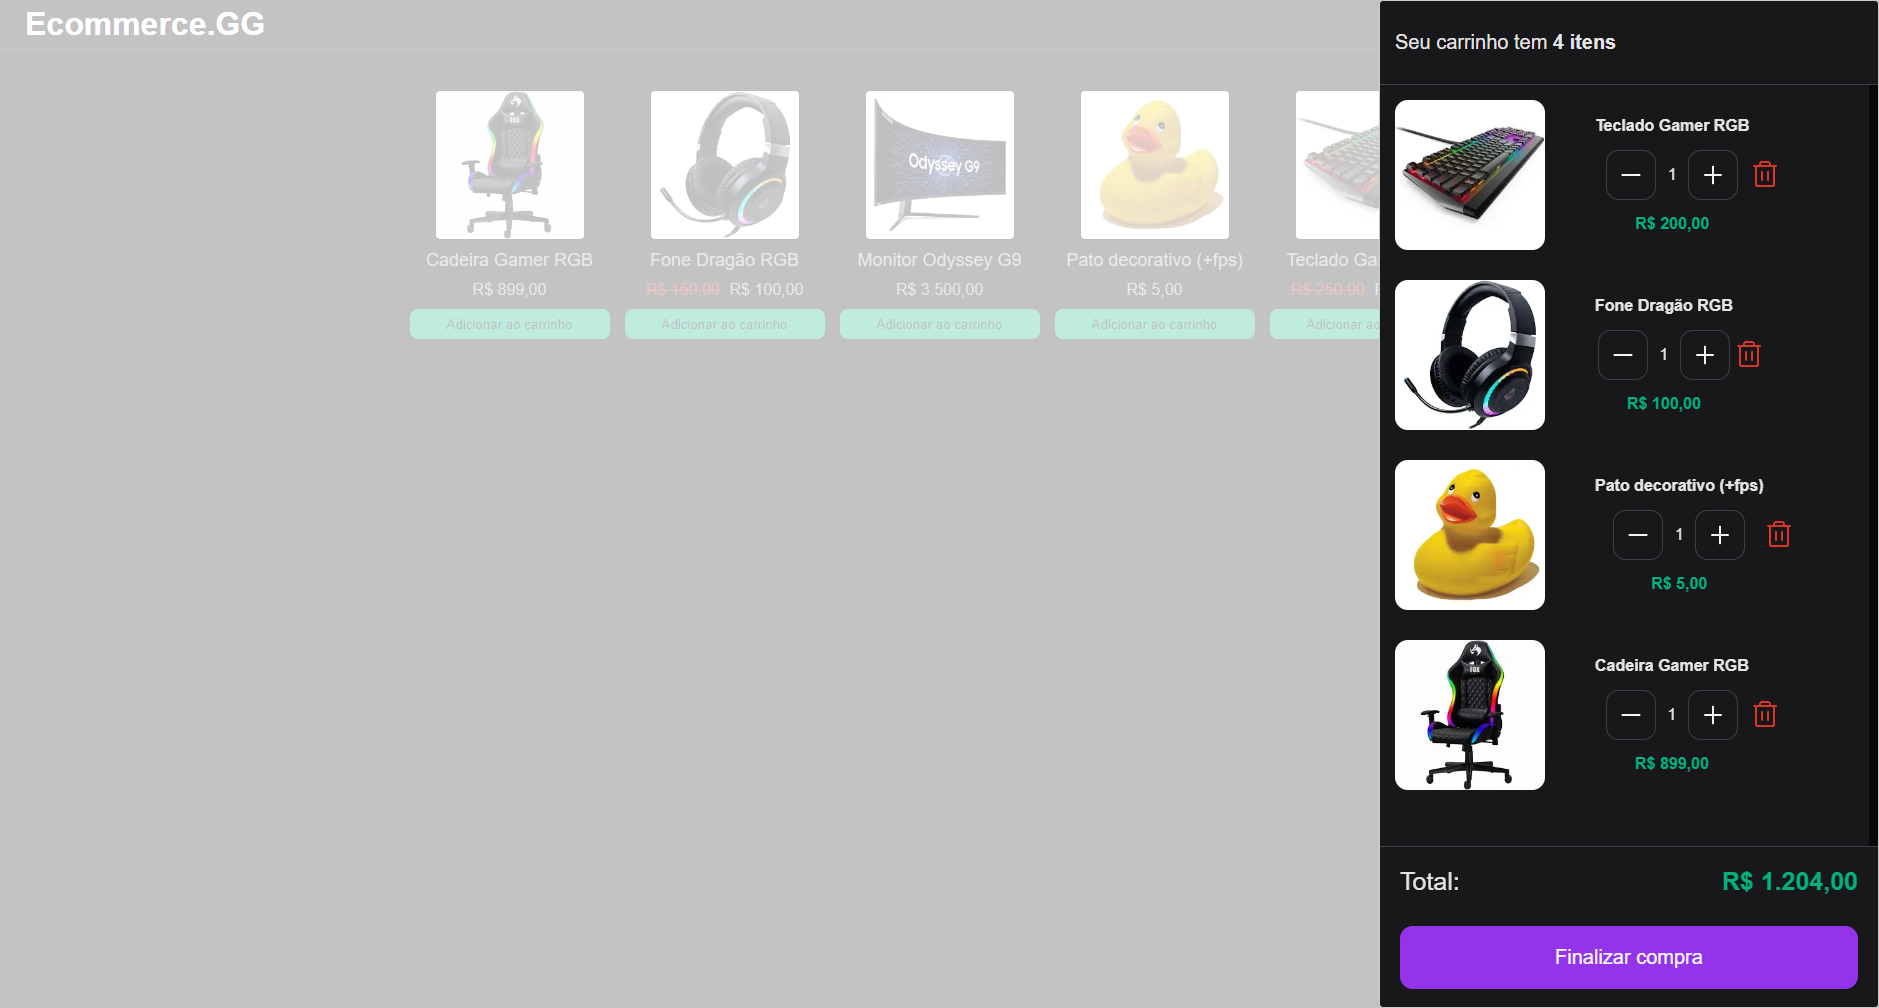 Ecommerce.GG
Cadeira Gamer RGB
R$ 899,00
Adicionar ao carrinho
Fone Dragão RGB
R$ 150,00 R$ 100,00
Adicionar ao carrinho
Odyssey G9
Monitor Odyssey G9
R$ 3.500,00
Adicionar ao carrinho
Pato decorativo (+fps)
R$ 5,00
Adicionar ao carrinho
Teclado Ga
R$ 250,00
Adicionar ao ca
Seu carrinho tem 4 itens
Teclado Gamer RGB
1
R$ 200,00
Fone Dragão RGB
1
R$ 100,00
Pato decorativo (+fps)
1
R$ 5,00
FOX
Cadeira Gamer RGB
1
R$ 899,00
Total: R$ 1.204,00
Finalizar compra